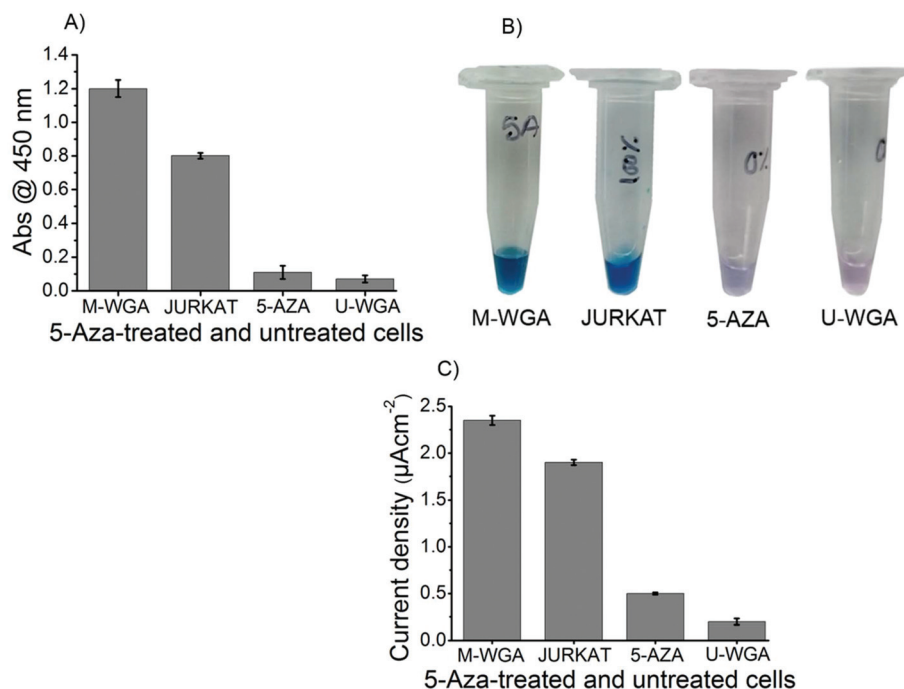 A)
Abs @ 450 nm
1.4
1.2
1.0
0.8
0.6
0.4
0.2
0.0
M-WGA JURKAT 5-AZA U-WGA
5-Aza-treated and untreated cells
B)
5A 100% 0% 0
M-WGA JURKAT 5-AZA U-WGA
C)
Current density (µAcm⁻²)
2.5
2.0
1.5
1.0
0.5
0.0
M-WGA JURKAT 5-AZA U-WGA
5-Aza-treated and untreated cells